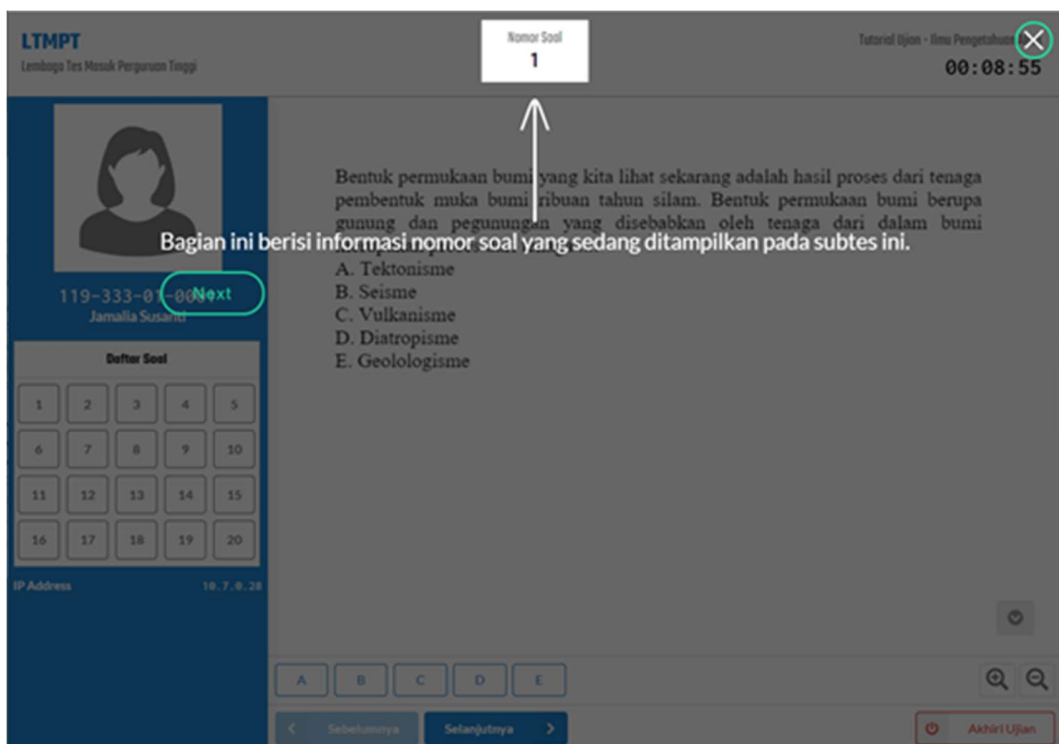 LTMPT
Lembaga Tes Masuk Perguruan Tinggi
Nomor Soal
1
Tutorial Ujian - Ilmu Pengetahuan
00:08:55
119-333-01-0001
Jamalia Susanti
Daftar Soal
1 2 3 4 5
6 7 8 9 10
11 12 13 14 15
16 17 18 19 20
IP Address 10.7.0.28
Bentuk permukaan bumi yang kita lihat sekarang adalah hasil proses dari tenaga
pembentuk muka bumi ribuan tahun silam. Bentuk permukaan bumi berupa
gunung dan pegunungan yang disebabkan oleh tenaga dari dalam bumi
Bagian ini berisi informasi nomor soal yang sedang ditampilkan pada subtes ini.
Next
A. Tektonisme
B. Seisme
C. Vulkanisme
D. Diatropisme
E. Geolologisme
A B C D E
Sebelumnya
Selanjutnya
Akhiri Ujian